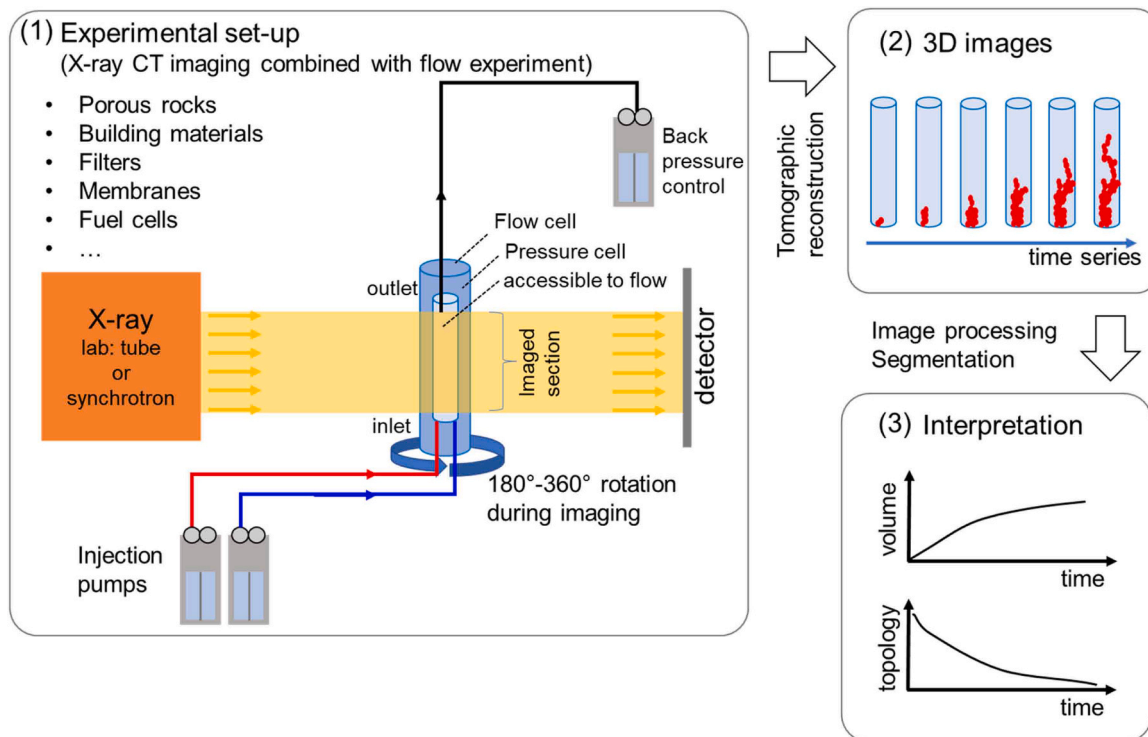 (1) Experimental set-up
(X-ray CT imaging combined with flow experiment)
• Porous rocks
• Building materials
• Filters
• Membranes
• Fuel cells
• …
Back
pressure
control
Flow cell
Pressure cell
accessible to flow
outlet
X-ray
lab: tube
or
synchrotron
Imaged
section
detector
inlet
180°-360° rotation
during imaging
Injection
pumps
Tomographic
reconstruction
(2) 3D images
time series
Image processing
Segmentation
(3) Interpretation
volume
time
topology
time